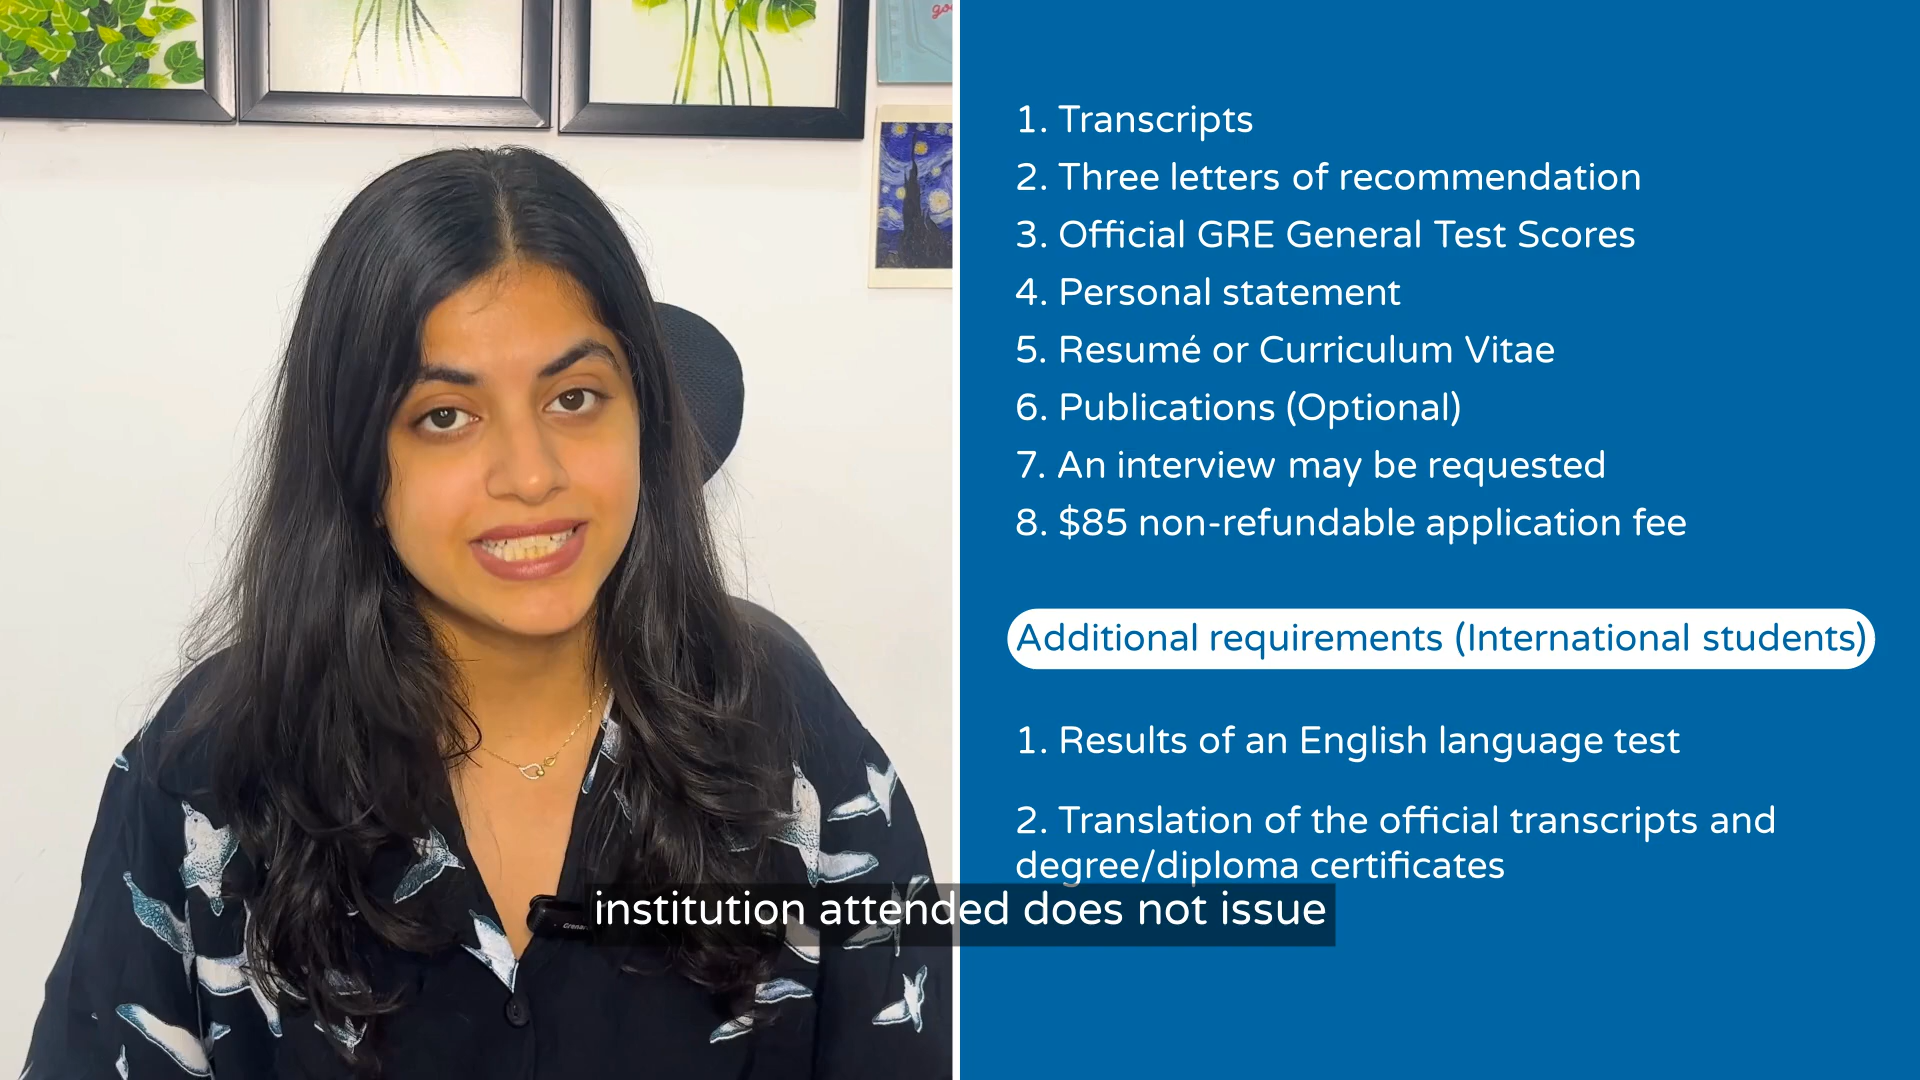 1. Transcripts
2. Three letters of recommendation
3. Official GRE General Test Scores
4. Personal statement
5. Resumé or Curriculum Vitae
6. Publications (Optional)
7. An interview may be requested
8. $85 non-refundable application fee
Additional requirements (International students)
1. Results of an English language test
2. Translation of the official transcripts and
degree/diploma certificates
institution attended does not issue